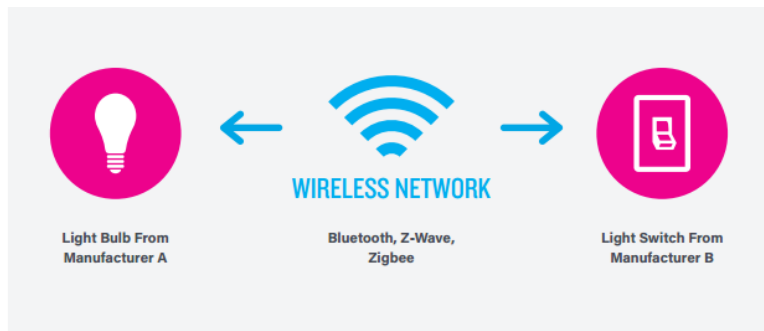 WIRELESS NETWORK
Light Bulb From
Manufacturer A
Bluetooth, Z-Wave,
Zigbee
Light Switch From
Manufacturer B